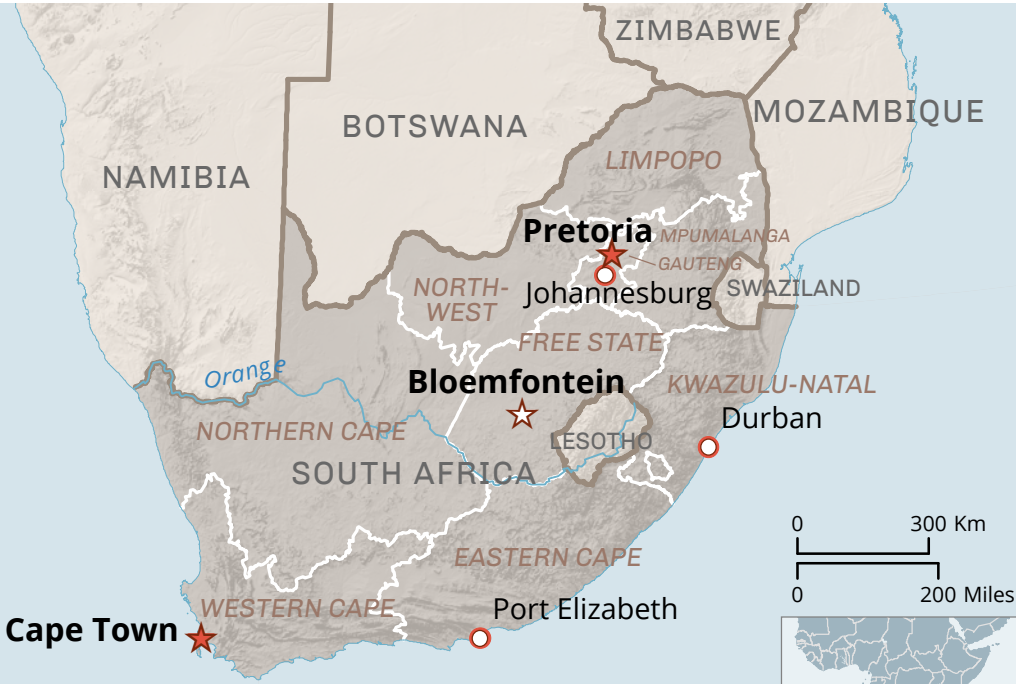 ZIMBABWE
MOZAMBIQUE
BOTSWANA
NAMIBIA
LIMPOPO
Pretoria
MPUMALANGA
GAUTENG
Johannesburg
SWAZILAND
NORTH-
WEST
FREE STATE
Orange
Bloemfontein
KWAZULU-NATAL
Durban
NORTHERN CAPE
LESOTHO
SOUTH AFRICA
0 300 Km
EASTERN CAPE
0 200 Miles
WESTERN CAPE
Port Elizabeth
Cape Town